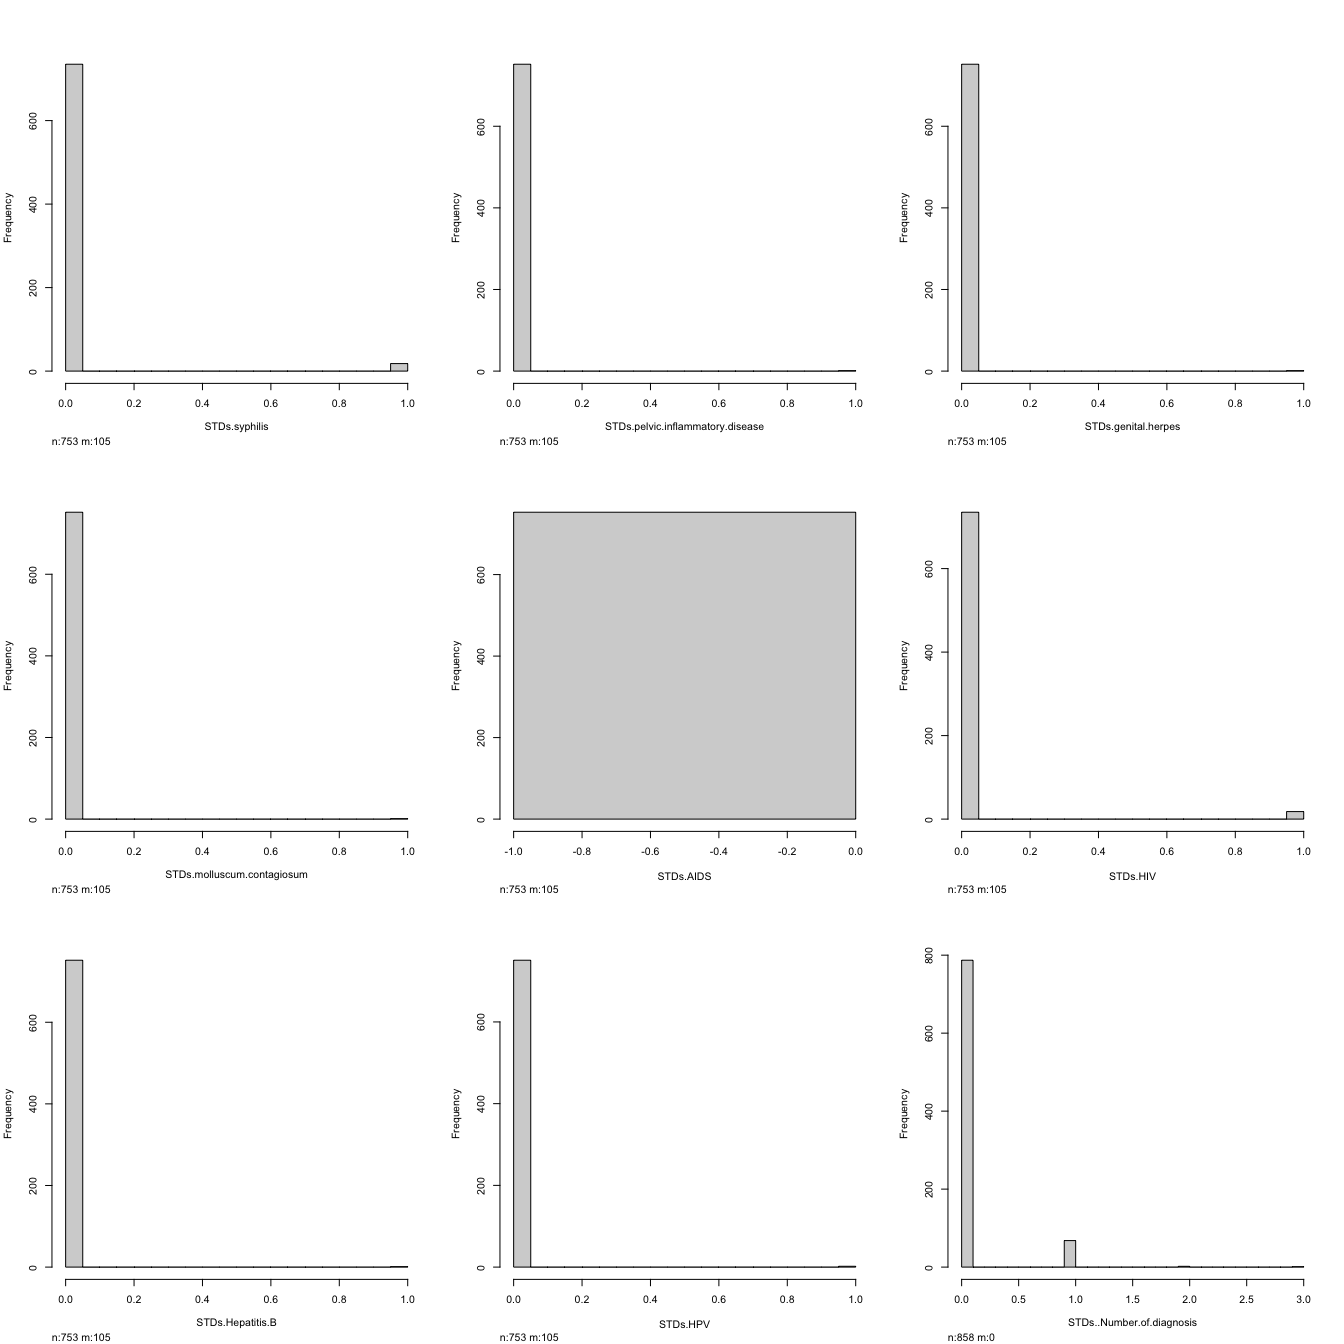 Frequency
0 200 400 600
0.0 0.2 0.4 0.6 0.8 1.0
STDs.syphilis
n:753 m:105
Frequency
0 200 400 600
0.0 0.2 0.4 0.6 0.8 1.0
STDs.pelvic.inflammatory.disease
n:753 m:105
Frequency
0 200 400 600
0.0 0.2 0.4 0.6 0.8 1.0
STDs.genital.herpes
n:753 m:105
Frequency
0 200 400 600
0.0 0.2 0.4 0.6 0.8 1.0
STDs.molluscum.contagiosum
n:753 m:105
Frequency
0 200 400 600
-1.0 -0.8 -0.6 -0.4 -0.2 0.0
STDs.AIDS
n:753 m:105
Frequency
0 200 400 600
0.0 0.2 0.4 0.6 0.8 1.0
STDs.HIV
n:753 m:105
Frequency
0 200 400 600
0.0 0.2 0.4 0.6 0.8 1.0
STDs.Hepatitis.B
n:753 m:105
Frequency
0 200 400 600
0.0 0.2 0.4 0.6 0.8 1.0
STDs.HPV
n:753 m:105
Frequency
0 200 400 600 800
0.0 0.5 1.0 1.5 2.0 2.5 3.0
STDs..Number.of.diagnosis
n:858 m:0